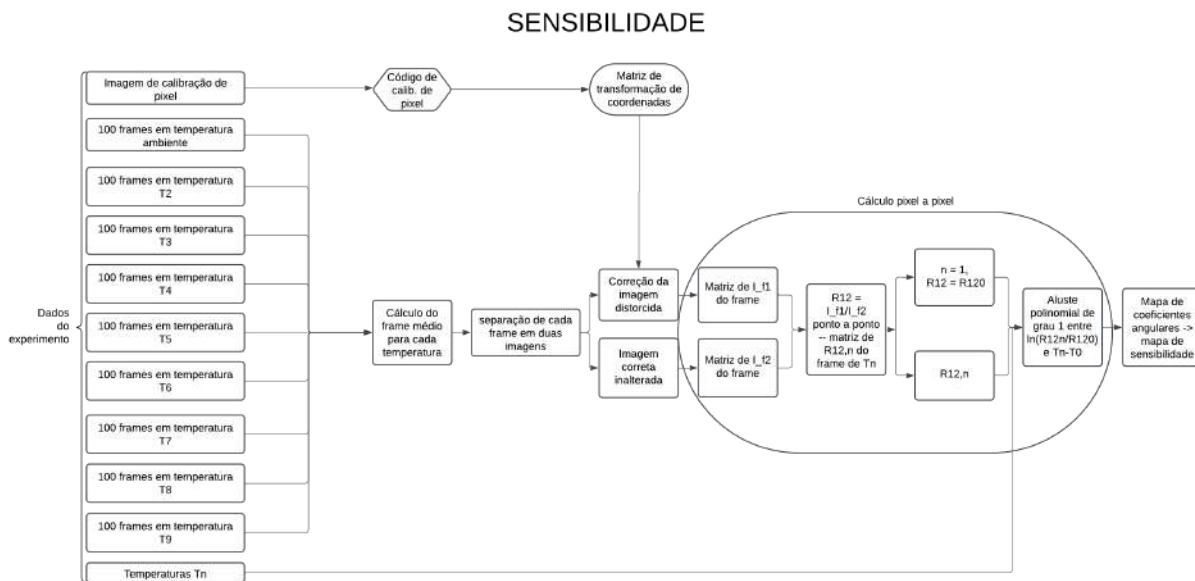 SENSIBILIDADE
Imagem de calibração de
pixel
Código de
calib. de
pixel
Matriz de
transformação de
coordenadas
100 frames em temperatura
ambiente
100 frames em temperatura
T2
100 frames em temperatura
T3
100 frames em temperatura
T4
100 frames em temperatura
T5
100 frames em temperatura
T6
100 frames em temperatura
T7
100 frames em temperatura
T8
100 frames em temperatura
T9
Temperaturas Tn
Dados
do
experimento
Cálculo do
frame médio
para cada
temperatura
separação de cada
frame em duas
imagens
Correção da
imagem
distorcida
Imagem
correta
inalterada
Cálculo pixel a pixel
Matriz de I_f1
do frame
Matriz de I_f2
do frame
R12 =
I_f1/I_f2
ponto a ponto
-- matriz de
R12,n do
frame de Tn
n = 1,
R12 = R120
R12,n
Aluste
polinomial de
grau 1 entre
ln(R12n/R120)
e Tn-T0
Mapa de
coeficientes
angulares ->
mapa de
sensibilidade